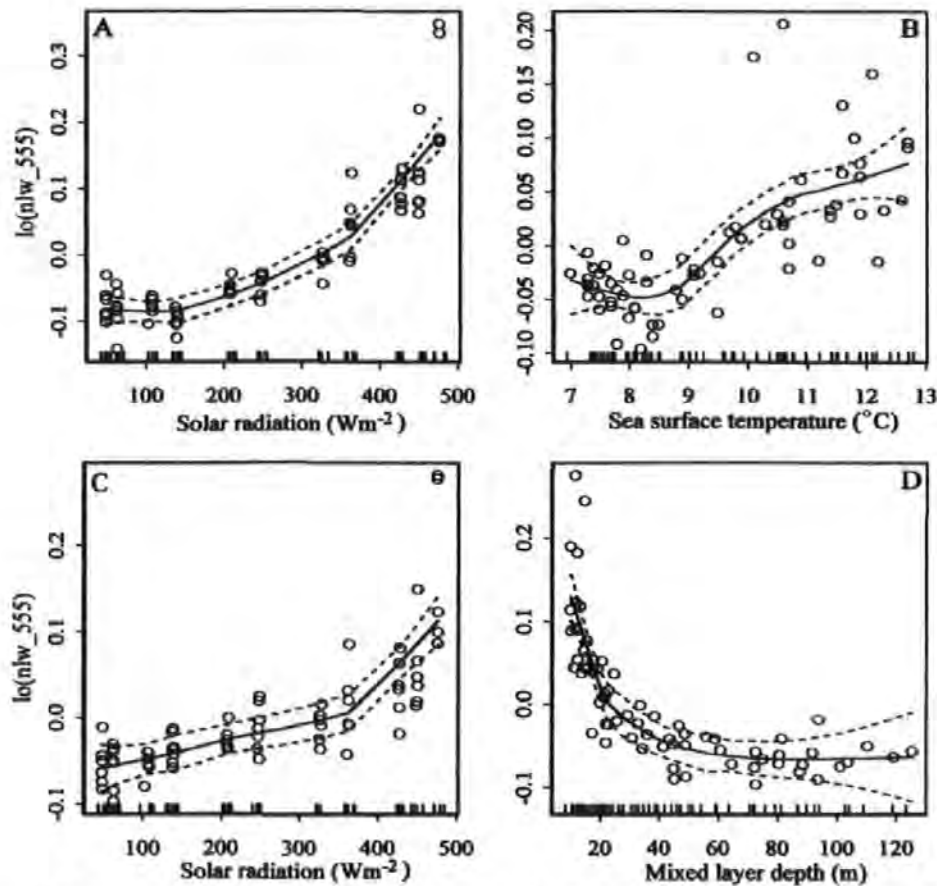 A
lo(nlw_555)
0.3
0.2
0.1
0.0
-0.1
100 200 300 400 500
Solar radiation (Wm-2)
B
0.20
0.15
0.10
0.05
0.00
-0.05
-0.10
7 8 9 10 11 12 13
Sea surface temperature (°C)
C
lo(nlw_555)
0.2
0.1
0.0
-0.1
100 200 300 400 500
Solar radiation (Wm-2)
D
0.2
0.1
0.0
-0.1
20 40 60 80 100 120
Mixed layer depth (m)